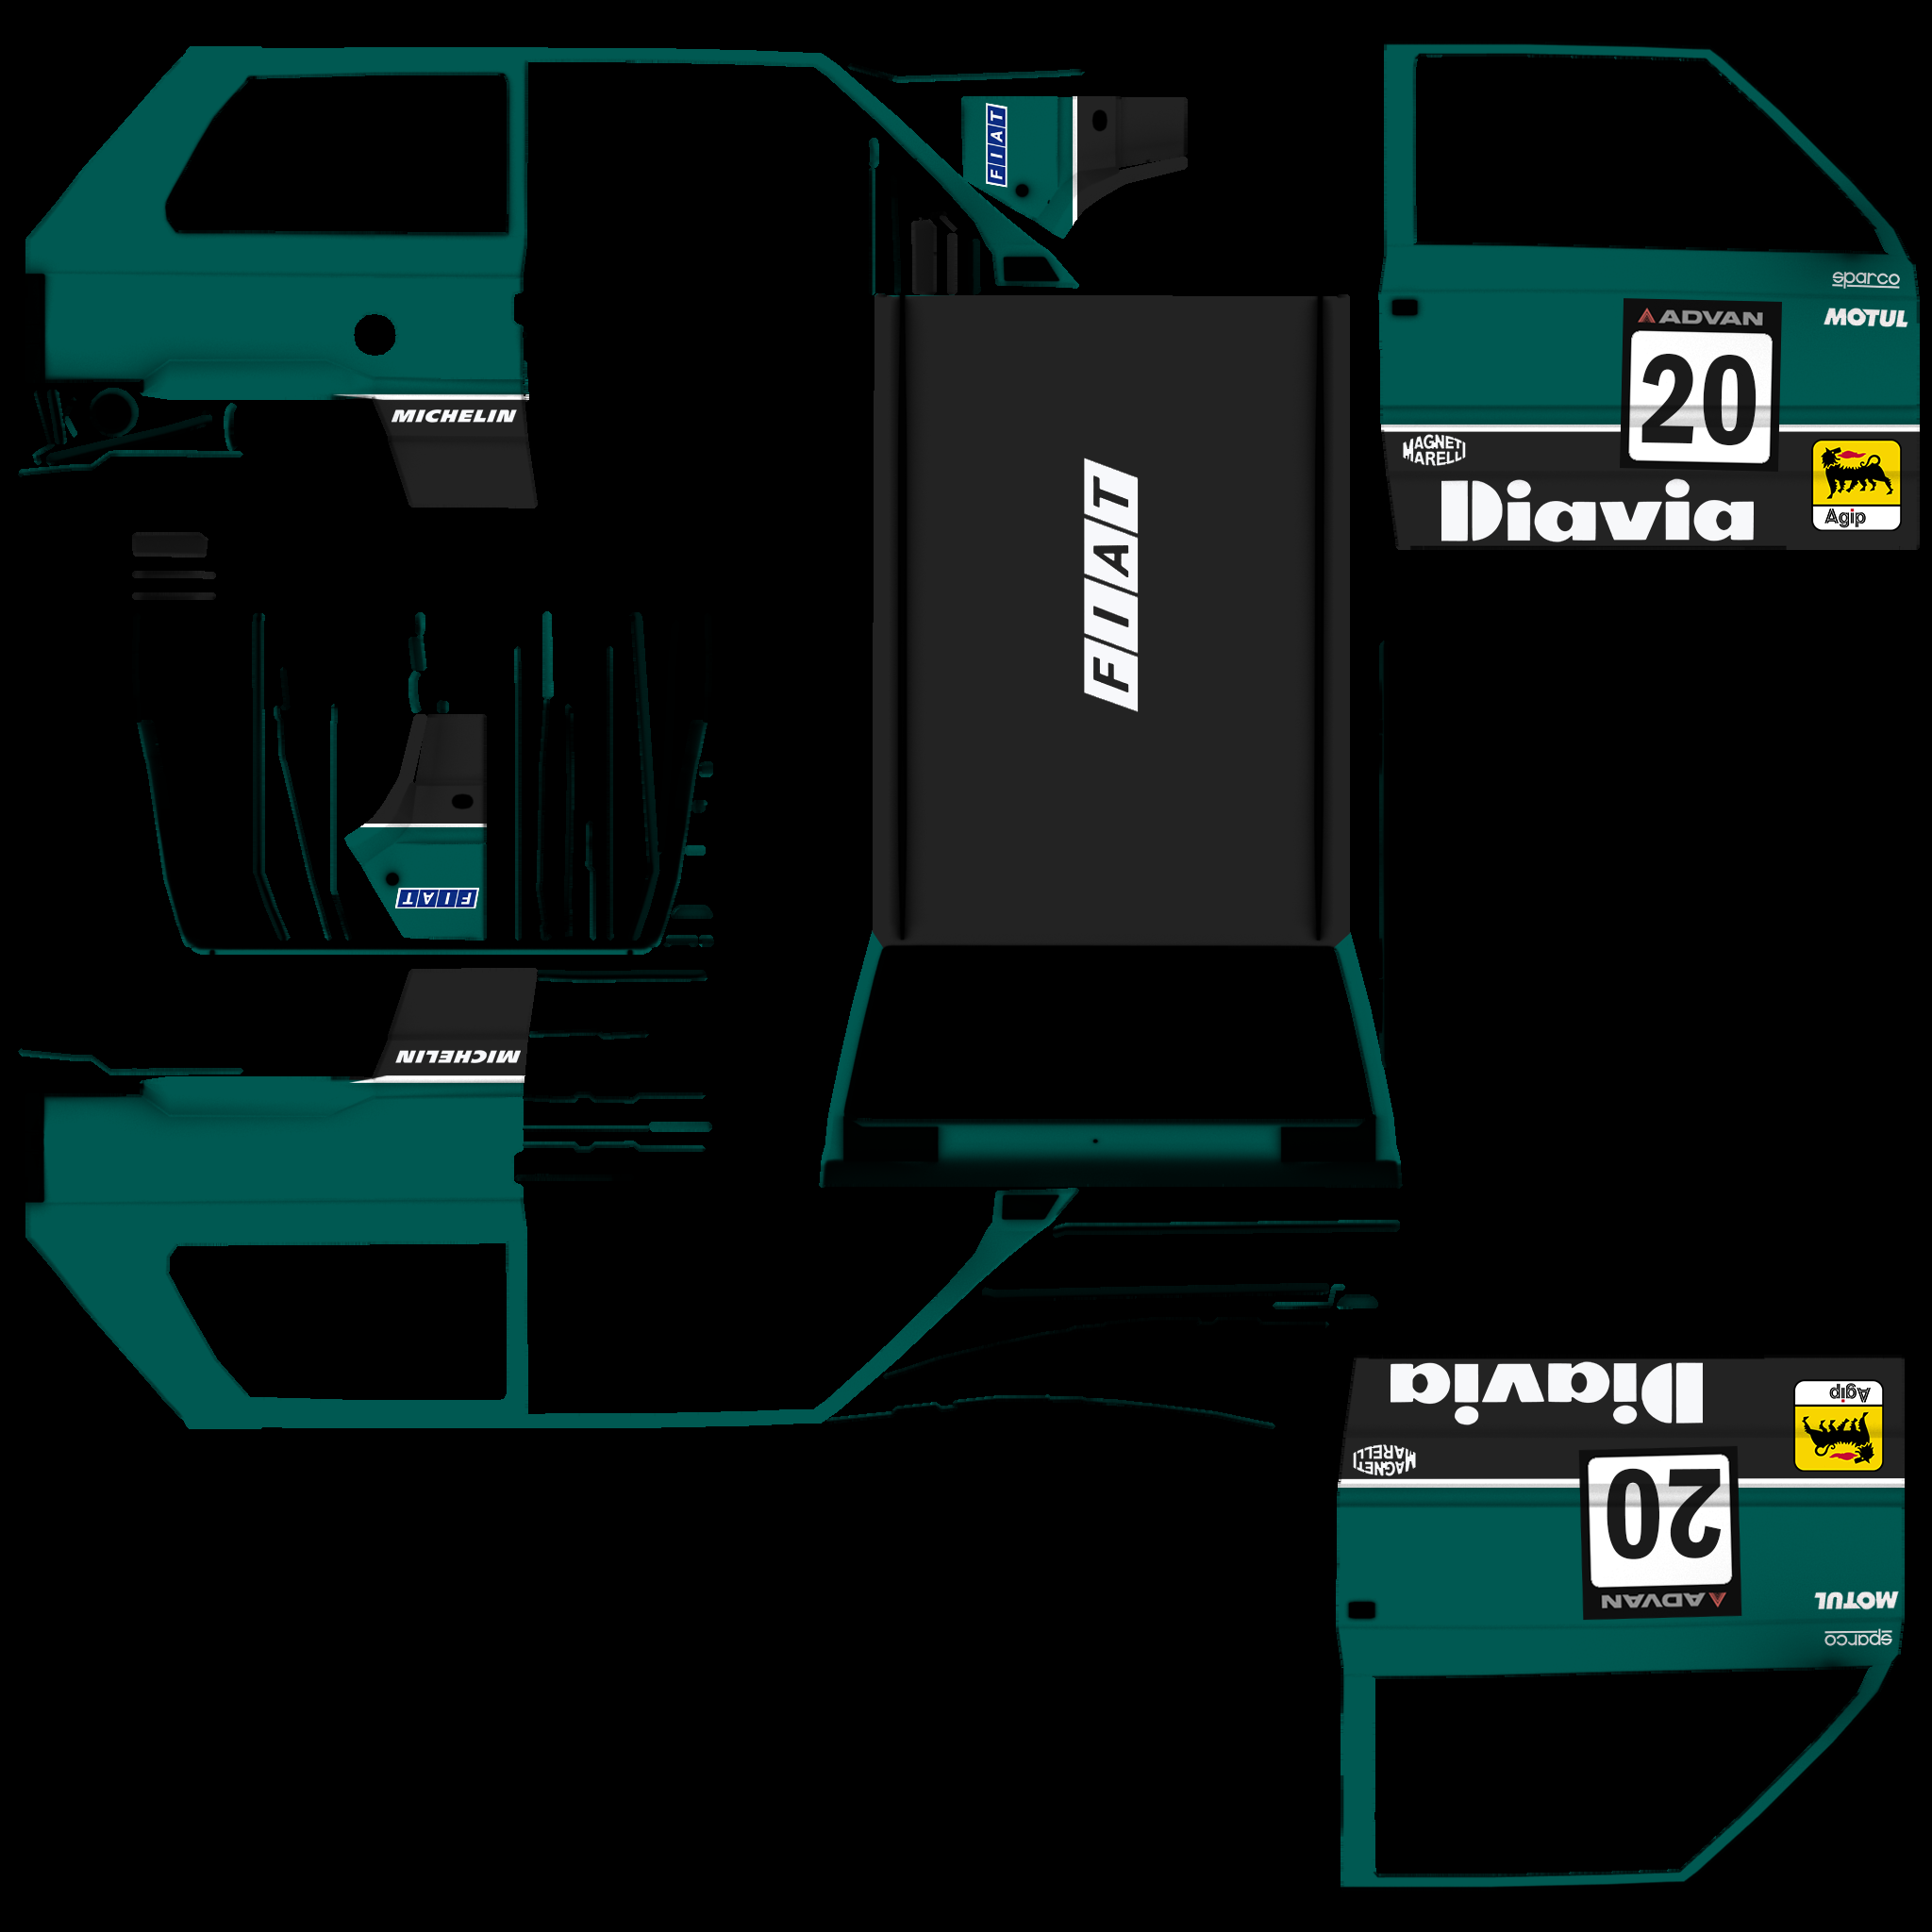 FIAT
sparco
MOTUL
ADVAN
20
MICHELIN
MAGNETI
MARELLI
Diavia
Agip
FIAT
FIAT
MICHELIN
Diavia
Agip
MAGNETI
MARELLI
20
ADVAN
MOTUL
sparco